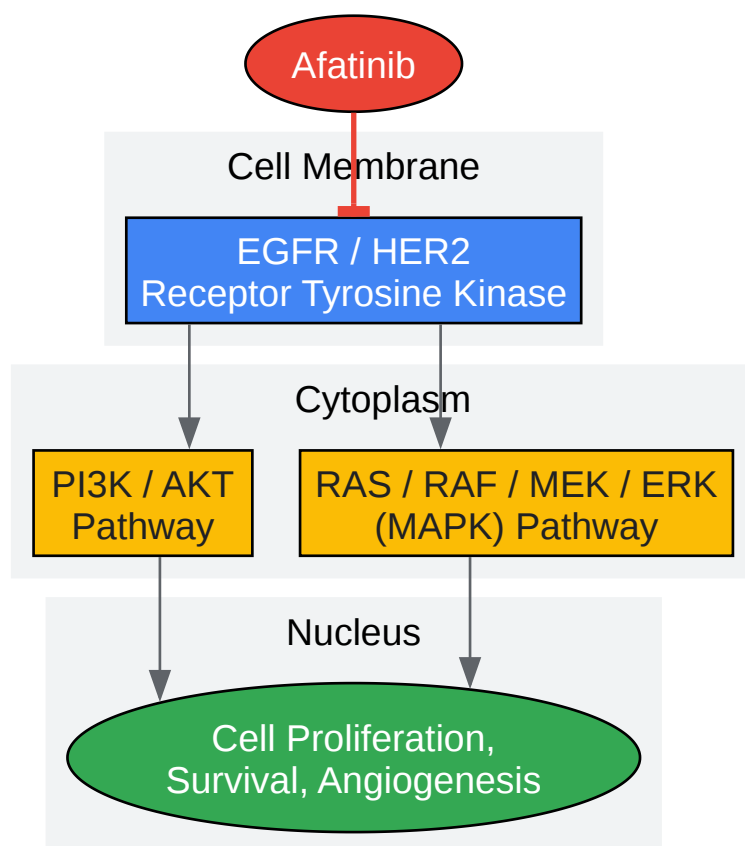 Afatinib
Cell Membrane
EGFR / HER2
Receptor Tyrosine Kinase
Cytoplasm
PI3K / AKT
Pathway
RAS / RAF / MEK / ERK
(MAPK) Pathway
Nucleus
Cell Proliferation,
Survival, Angiogenesis